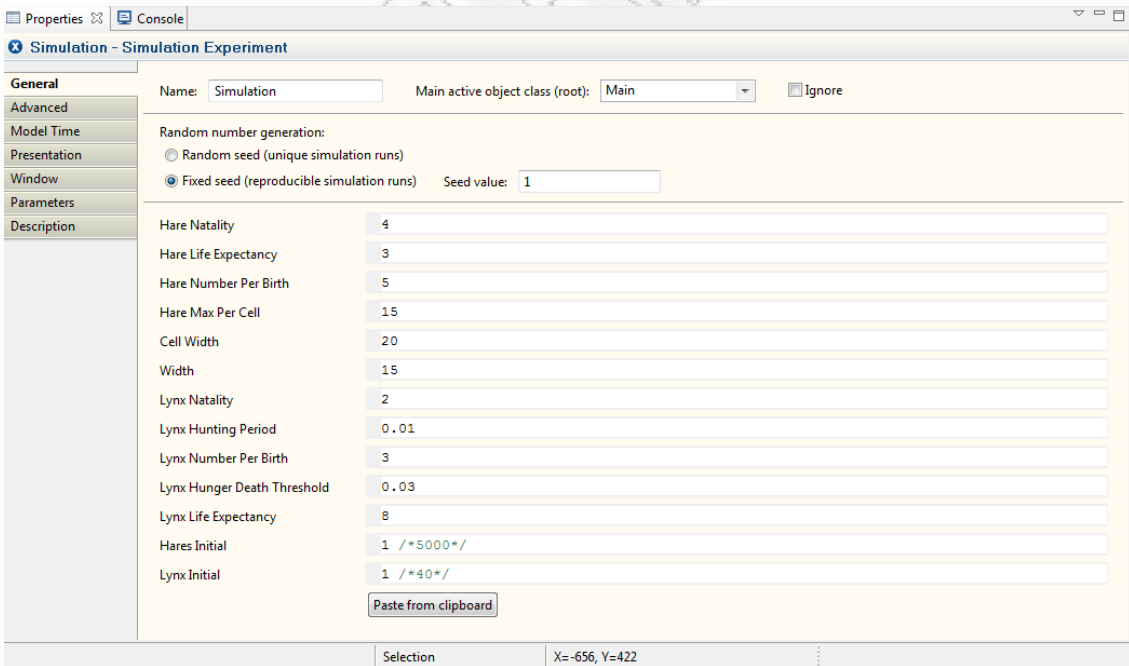 Properties Console
Simulation - Simulation Experiment
General
Advanced
Model Time
Presentation
Window
Parameters
Description
Name: Simulation Main active object class (root): Main Ignore
Random number generation:
Random seed (unique simulation runs)
Fixed seed (reproducible simulation runs) Seed value: 1
Hare Natality 4
Hare Life Expectancy 3
Hare Number Per Birth 5
Hare Max Per Cell 15
Cell Width 20
Width 15
Lynx Natality 2
Lynx Hunting Period 0.01
Lynx Number Per Birth 3
Lynx Hunger Death Threshold 0.03
Lynx Life Expectancy 8
Hares Initial 1 /*5000*/
Lynx Initial 1 /*40*/
Paste from clipboard
Selection X=-656, Y=422